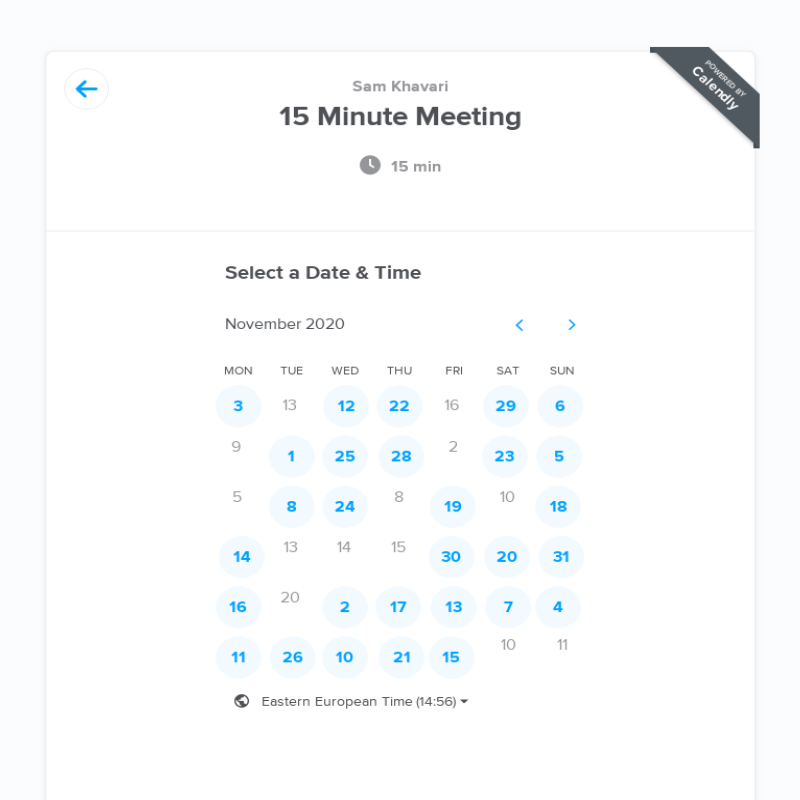 Sam Khavari
15 Minute Meeting
15 min
POWERED BY
Calendly
Select a Date & Time
November 2020
MON TUE WED THU FRI SAT SUN
3 13 12 22 16 29 6
9 1 25 28 2 23 5
5 8 24 8 19 10 18
14 13 14 15 30 20 31
16 20 2 17 13 7 4
11 26 10 21 15 10 11
Eastern European Time (14:56)